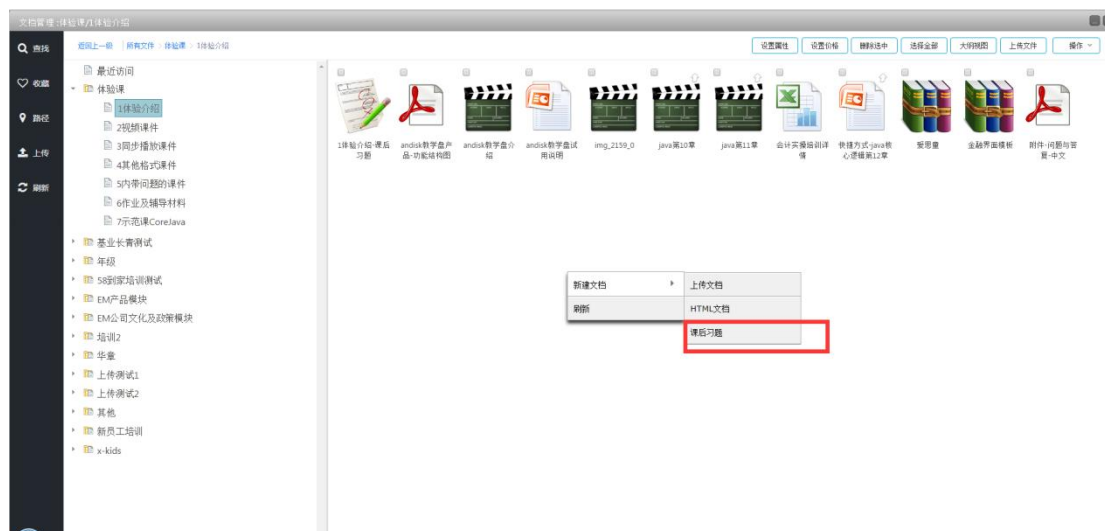 文档管理:体验课/1体验介绍
查找
收藏
路径
上传
刷新
返回上一级 | 所有文件 > 体验课 > 1体验介绍
设置属性
设置价格
删除选中
选择全部
大纲视图
上传文件
操作
最近访问
体验课
1体验介绍
2视频课件
3同步播放课件
4其他格式课件
5内带问题的课件
6作业及辅导材料
7示范课CoreJava
基业长青测试
年级
58到家培训测试
EM产品模块
EM公司文化及政策模块
培训2
华章
上传测试1
上传测试2
其他
新员工培训
x-kids
1体验介绍-课后
习题
andisk教学盘产
品-功能结构图
andisk教学盘介
绍
andisk教学盘试
用说明
img_2159_0
java第10章
java第11章
会计实操培训详
情
快捷方式-java核
心逻辑第12章
爱思童
金融界面模板
附件-问题与答
复-中文
新建文档
刷新
上传文档
HTML文档
课后习题